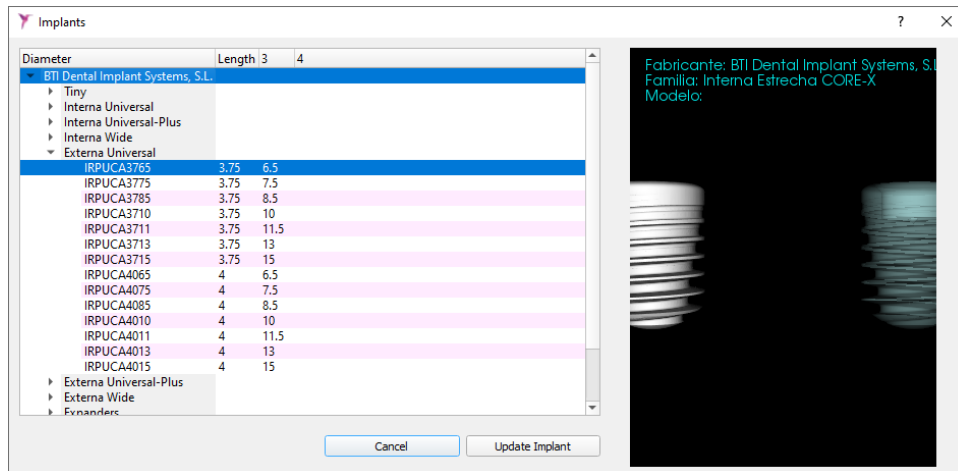 Implants ? ✕
Diameter Length 3 4
BTI Dental Implant Systems, S.L.
Tiny
Interna Universal
Interna Universal-Plus
Interna Wide
Externa Universal
IRPUCA3765 3.75 6.5
IRPUCA3775 3.75 7.5
IRPUCA3785 3.75 8.5
IRPUCA3710 3.75 10
IRPUCA3711 3.75 11.5
IRPUCA3713 3.75 13
IRPUCA3715 3.75 15
IRPUCA4065 4 6.5
IRPUCA4075 4 7.5
IRPUCA4085 4 8.5
IRPUCA4010 4 10
IRPUCA4011 4 11.5
IRPUCA4013 4 13
IRPUCA4015 4 15
Externa Universal-Plus
Externa Wide
Expanders
Cancel Update Implant
Fabricante: BTI Dental Implant Systems, S.L
Familia: Interna Estrecha CORE-X
Modelo: